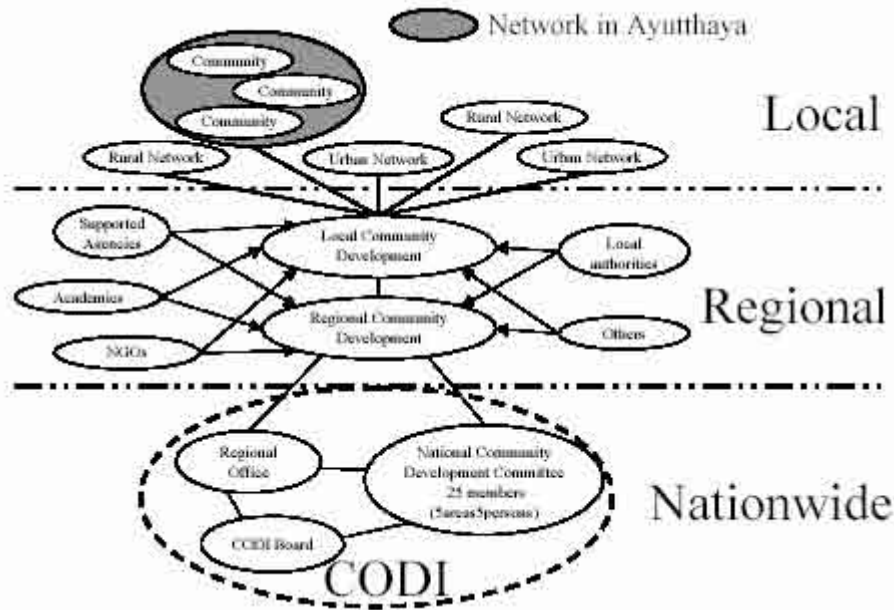 Network in Ayutthaya
Community
Community
Community
Local
Rural Network
Rural Network
Urban Network
Urban Network
Supported
Agencies
Local Community
Development
Local
authorities
Academics
Regional
Regional Community
Development
NGOs
Others
Regional
Office
National Community
Development Committee
25 members
(5areas5persons)
Nationwide
CODI Board
CODI